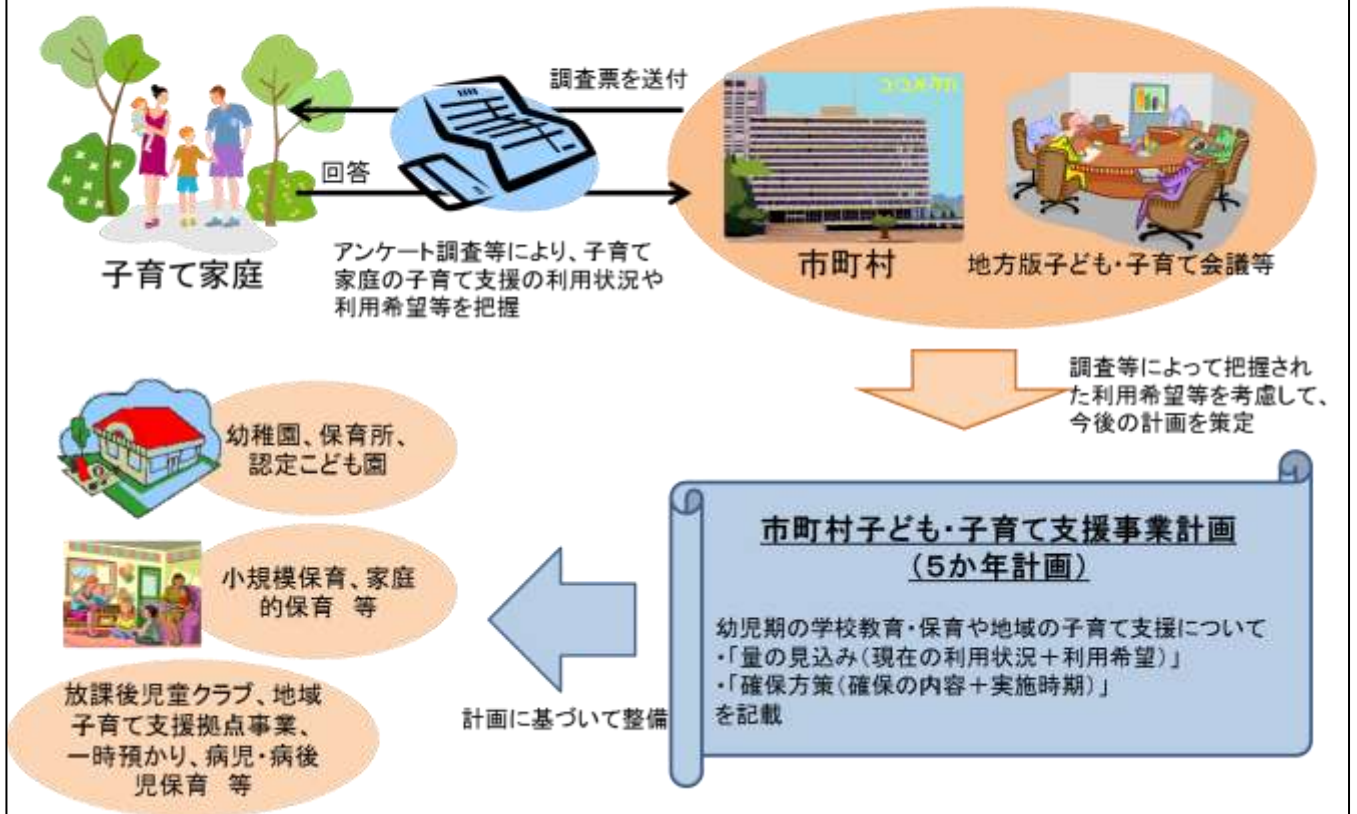 調査票を送付
回答
アンケート調査等により、子育て
家庭の子育て支援の利用状況や
利用希望等を把握
子育て家庭
市町村
地方版子ども・子育て会議等
調査等によって把握され
た利用希望等を考慮して、
今後の計画を策定
市町村子ども・子育て支援事業計画
(5か年計画)
幼児期の学校教育・保育や地域の子育て支援について
・「量の見込み(現在の利用状況+利用希望)」
・「確保方策(確保の内容+実施時期)」
を記載
計画に基づいて整備
幼稚園、保育所、
認定こども園
小規模保育、家庭
的保育 等
放課後児童クラブ、地域
子育て支援拠点事業、
一時預かり、病児・病後
児保育 等